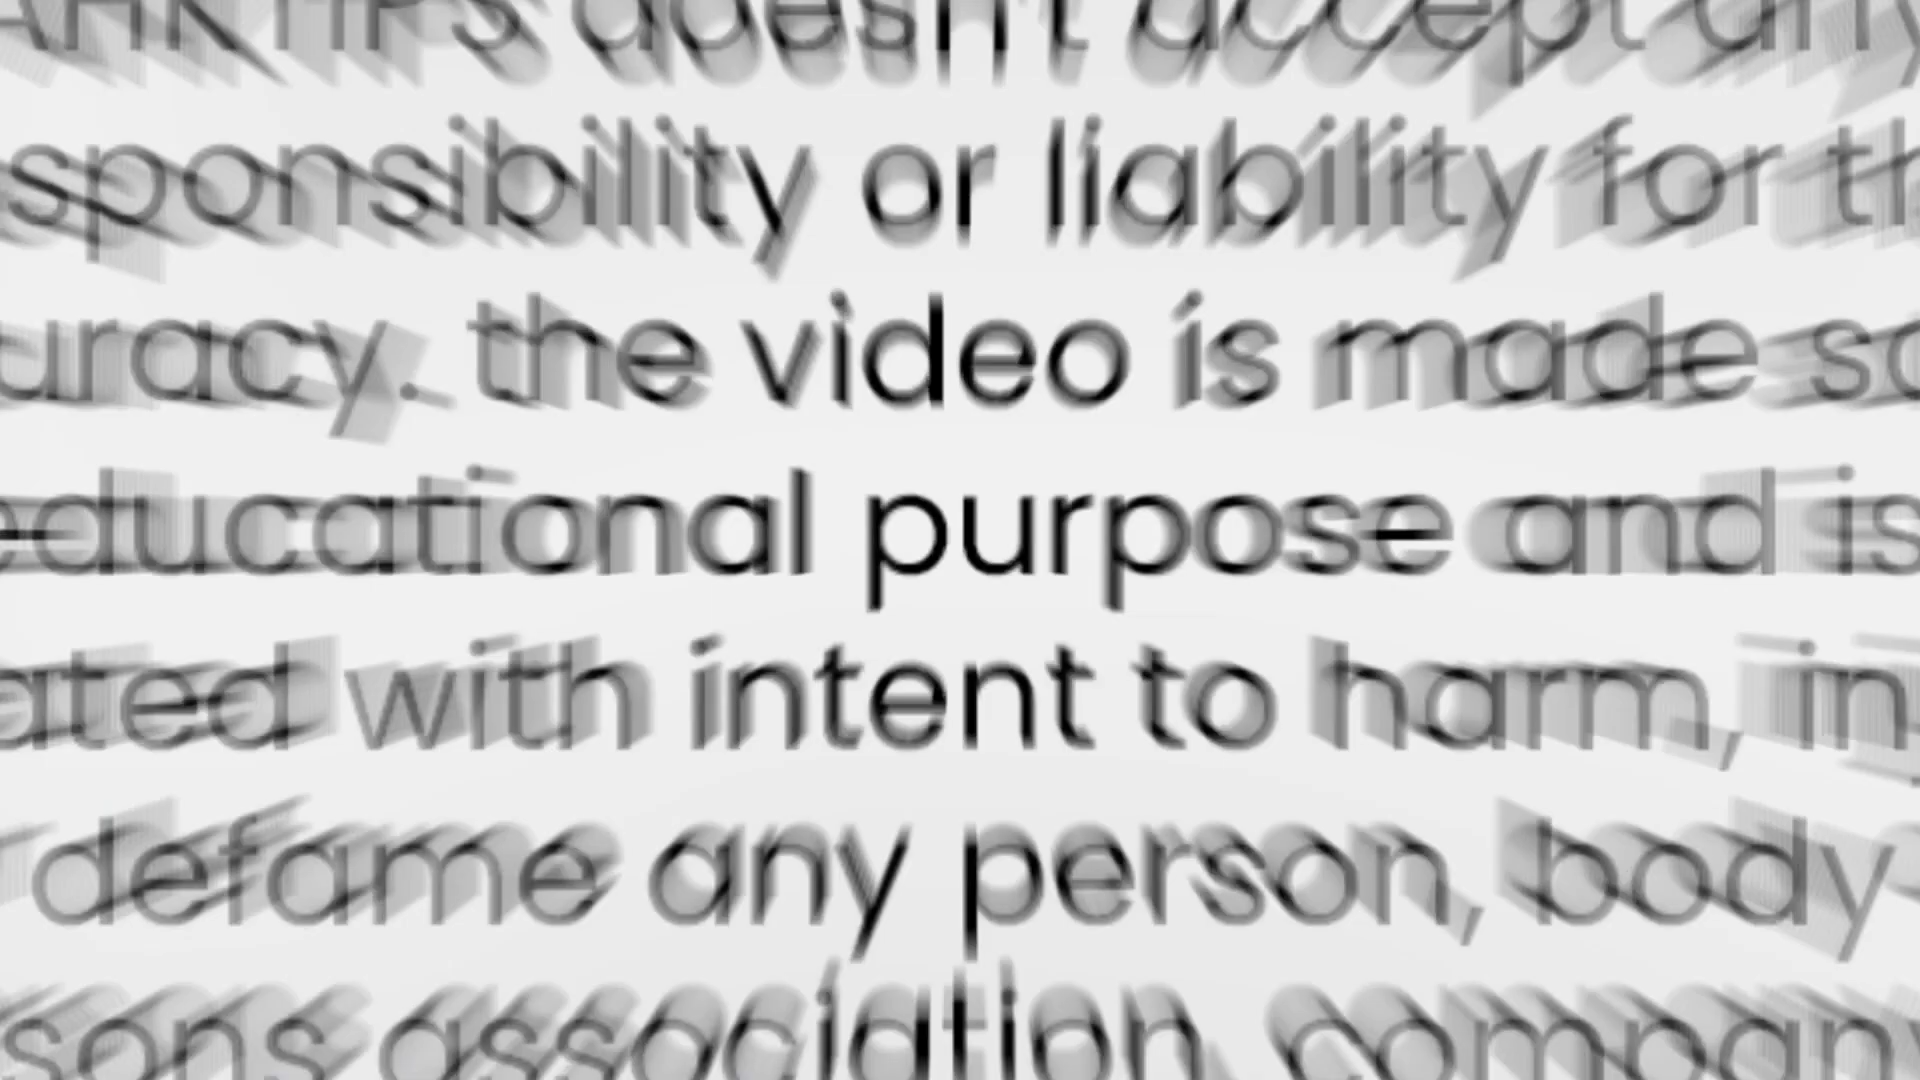 doesn't accept any
sponsibility or liability for th
uracy. the video is made so
educational purpose and is
ated with intent to harm, in
defame any person, body
sons association, company